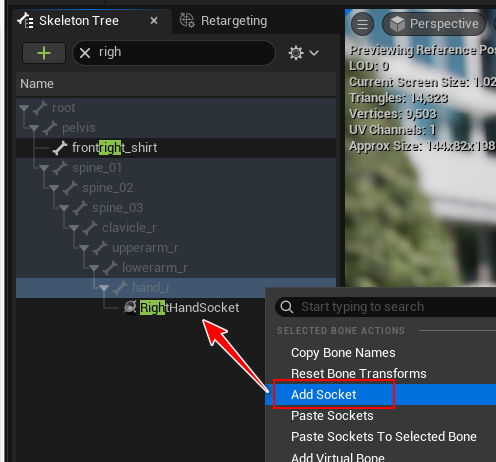 Skeleton Tree
Retargeting
righ
Name
root
pelvis
frontright_shirt
spine_01
spine_02
spine_03
clavicle_r
upperarm_r
lowerarm_r
hand_r
RightHandSocket
Perspective
Previewing Reference Pos
LOD: 0
Current Screen Size: 1.02
Triangles: 14,323
Vertices: 9,503
UV Channels: 1
Approx Size: 144x82x198
Start typing to search
SELECTED BONE ACTIONS
Copy Bone Names
Reset Bone Transforms
Add Socket
Paste Sockets
Paste Sockets To Selected Bone
Add Virtual Bone